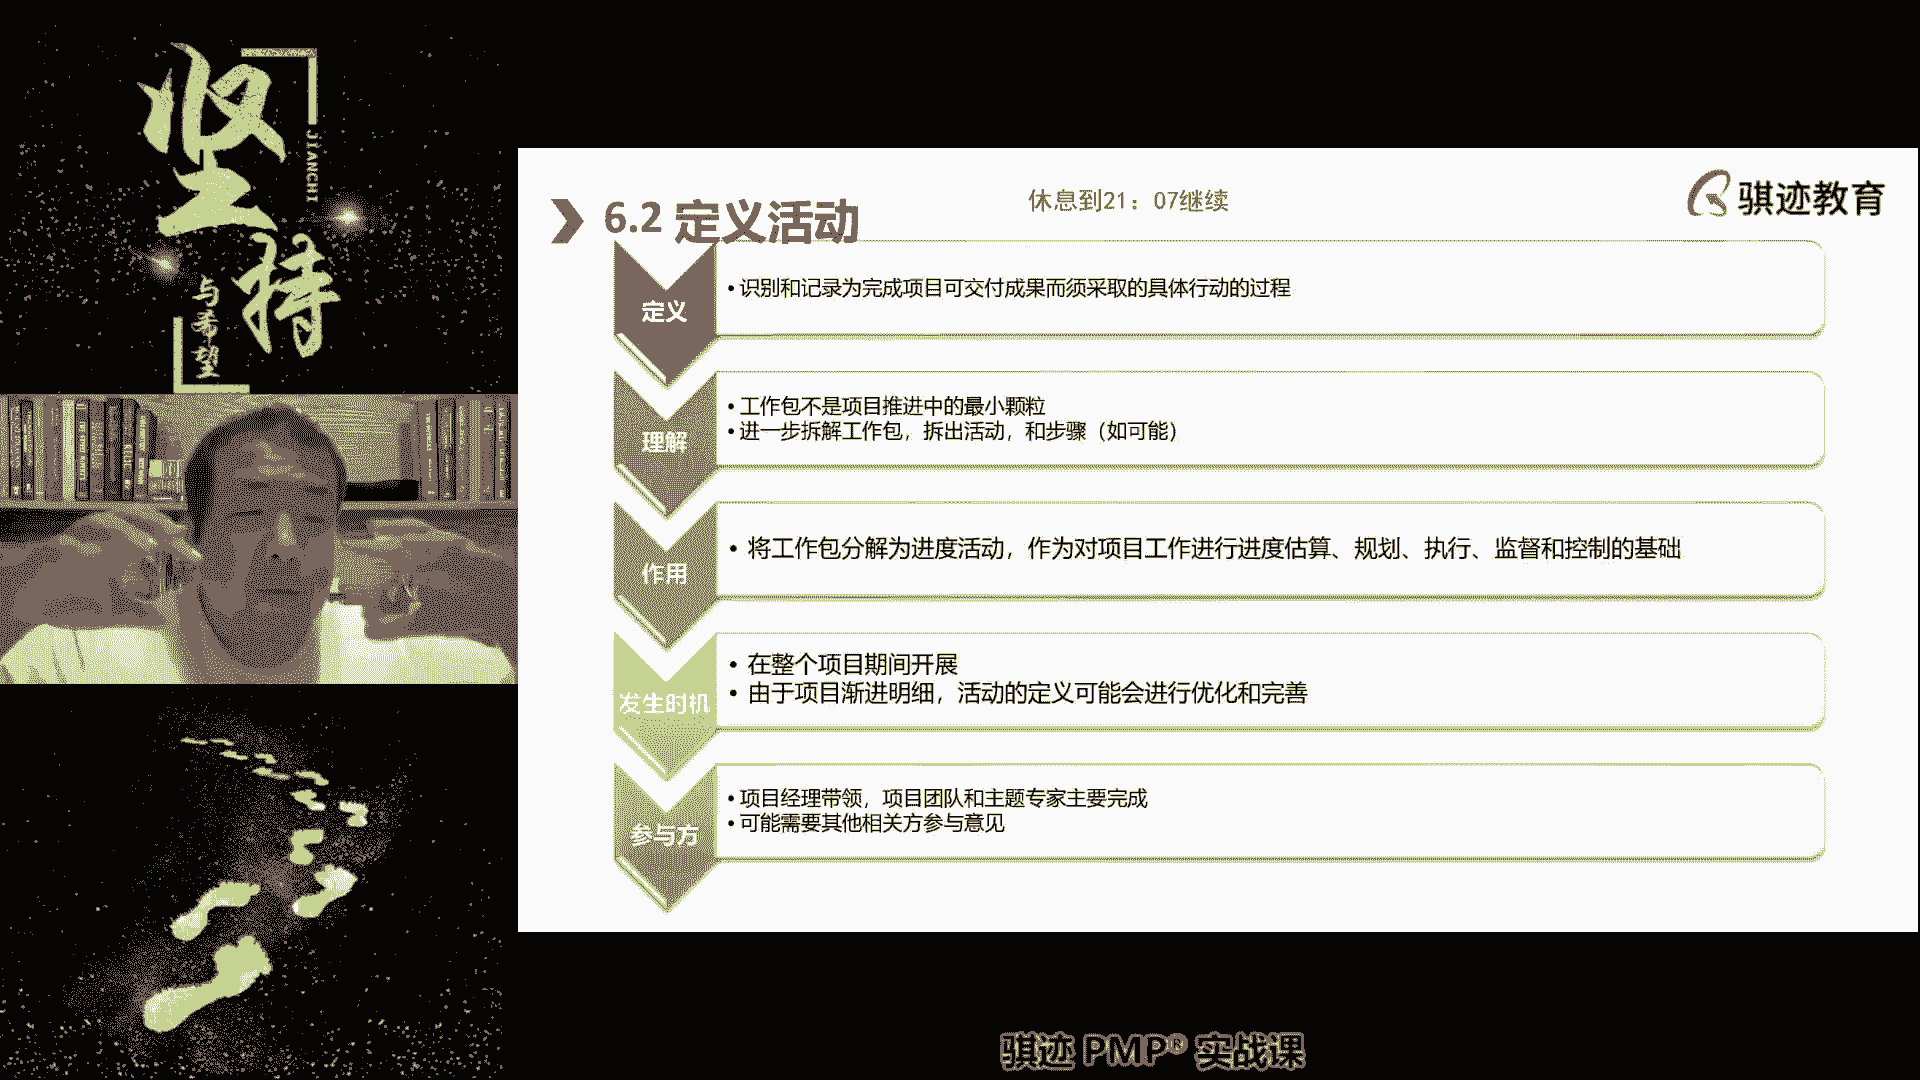 坚持
JIANCHI
与希望
6.2 定义活动
休息到21：07继续
骐迹教育
定义
•识别和记录为完成项目可交付成果而须采取的具体行动的过程
理解
•工作包不是项目推进中的最小颗粒
•进一步拆解工作包，拆出活动，和步骤（如可能）
作用
• 将工作包分解为进度活动，作为对项目工作进行进度估算、规划、执行、监督和控制的基础
发生时机
• 在整个项目期间开展
• 由于项目渐进明细，活动的定义可能会进行优化和完善
参与方
•项目经理带领，项目团队和主题专家主要完成
•可能需要其他相关方参与意见
骐迹 PMP® 实战课